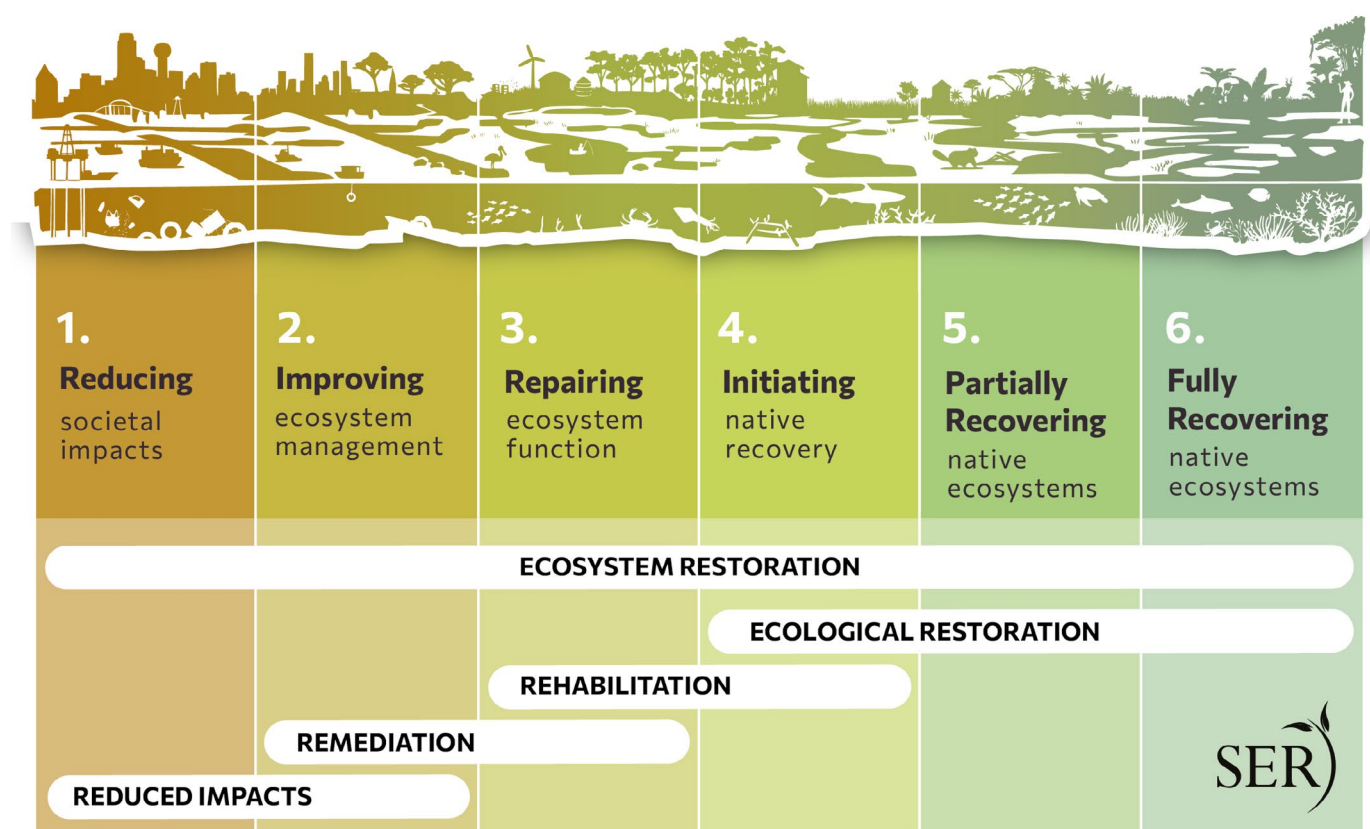 1.
Reducing
societal
impacts
2.
Improving
ecosystem
management
3.
Repairing
ecosystem
function
4.
Initiating
native
recovery
5.
Partially
Recovering
native
ecosystems
6.
Fully
Recovering
native
ecosystems
ECOSYSTEM RESTORATION
ECOLOGICAL RESTORATION
REHABILITATION
REMEDIATION
REDUCED IMPACTS
SER